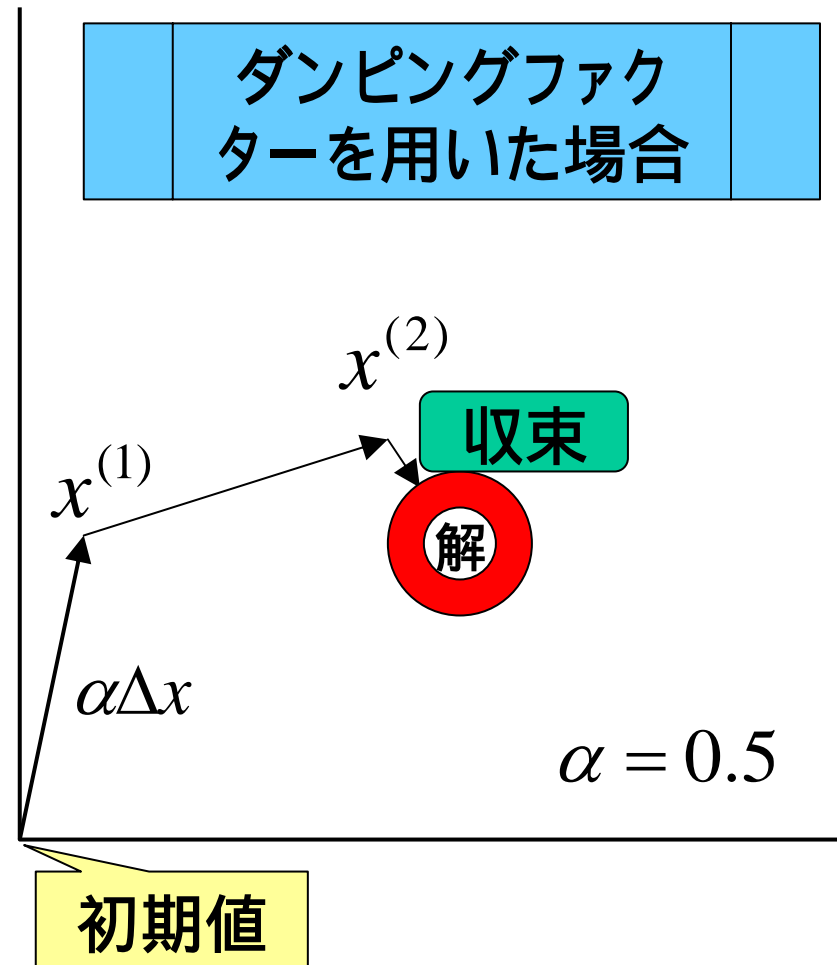 ダンピングファク
ターを用いた場合
x^(2)
収束
x^(1)
解
αΔx
α = 0.5
初期値